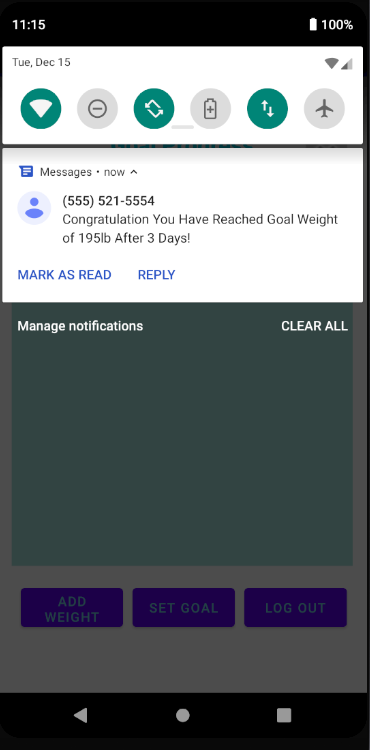 11:15 100%
Tue, Dec 15
Messages • now
(555) 521-5554
Congratulation You Have Reached Goal Weight
of 195lb After 3 Days!
MARK AS READ REPLY
Manage notifications CLEAR ALL
ADD
WEIGHT
SET GOAL
LOG OUT